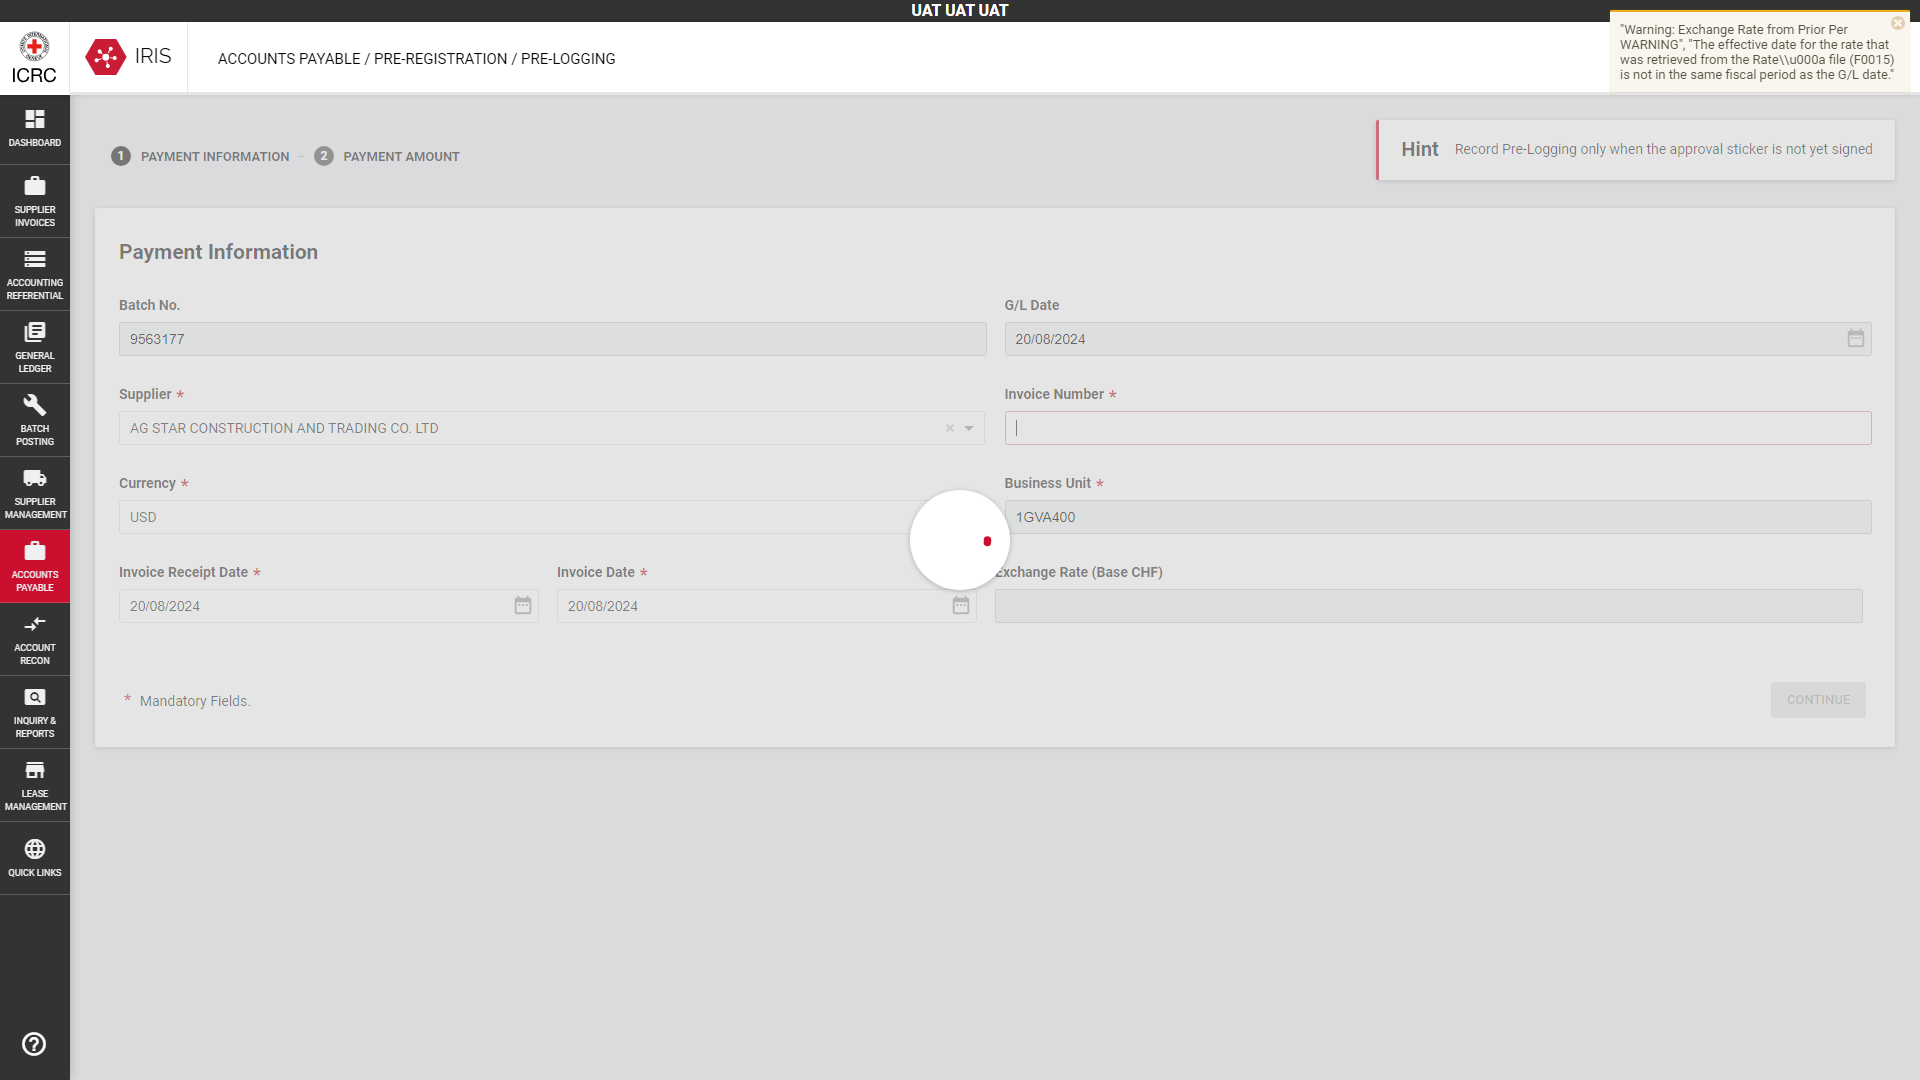 UAT UAT UAT
ICRC
IRIS
ACCOUNTS PAYABLE / PRE-REGISTRATION / PRE-LOGGING
"Warning: Exchange Rate from Prior Per
WARNING", "The effective date for the rate that
was retrieved from the Rate\\u000a file (F0015)
is not in the same fiscal period as the G/L date."
DASHBOARD
SUPPLIER
INVOICES
ACCOUNTING
REFERENTIAL
GENERAL
LEDGER
BATCH
POSTING
SUPPLIER
MANAGEMENT
ACCOUNTS
PAYABLE
ACCOUNT
RECON
INQUIRY &
REPORTS
LEASE
MANAGEMENT
QUICK LINKS
1 PAYMENT INFORMATION 2 PAYMENT AMOUNT
Hint Record Pre-Logging only when the approval sticker is not yet signed
Payment Information
Batch No.
9563177
G/L Date
20/08/2024
Supplier *
AG STAR CONSTRUCTION AND TRADING CO. LTD
Invoice Number *
Currency *
USD
Business Unit *
1GVA400
Invoice Receipt Date *
20/08/2024
Invoice Date *
20/08/2024
Exchange Rate (Base CHF)
* Mandatory Fields.
CONTINUE